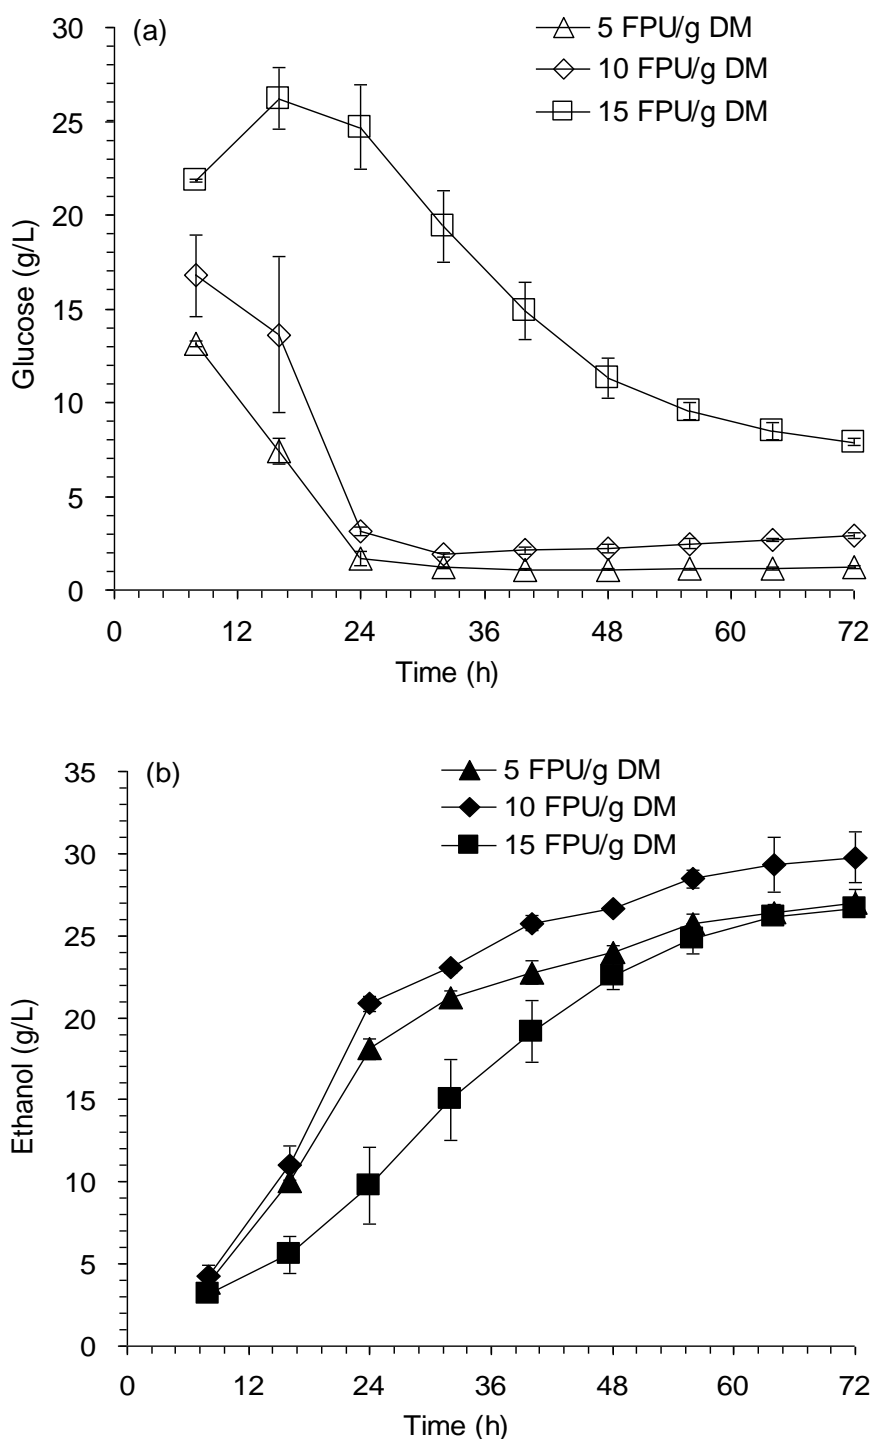 (a)
5 FPU/g DM
10 FPU/g DM
15 FPU/g DM
Glucose (g/L)
30
25
20
15
10
5
0
0 12 24 36 48 60 72
Time (h)
(b)
5 FPU/g DM
10 FPU/g DM
15 FPU/g DM
Ethanol (g/L)
35
30
25
20
15
10
5
0
0 12 24 36 48 60 72
Time (h)